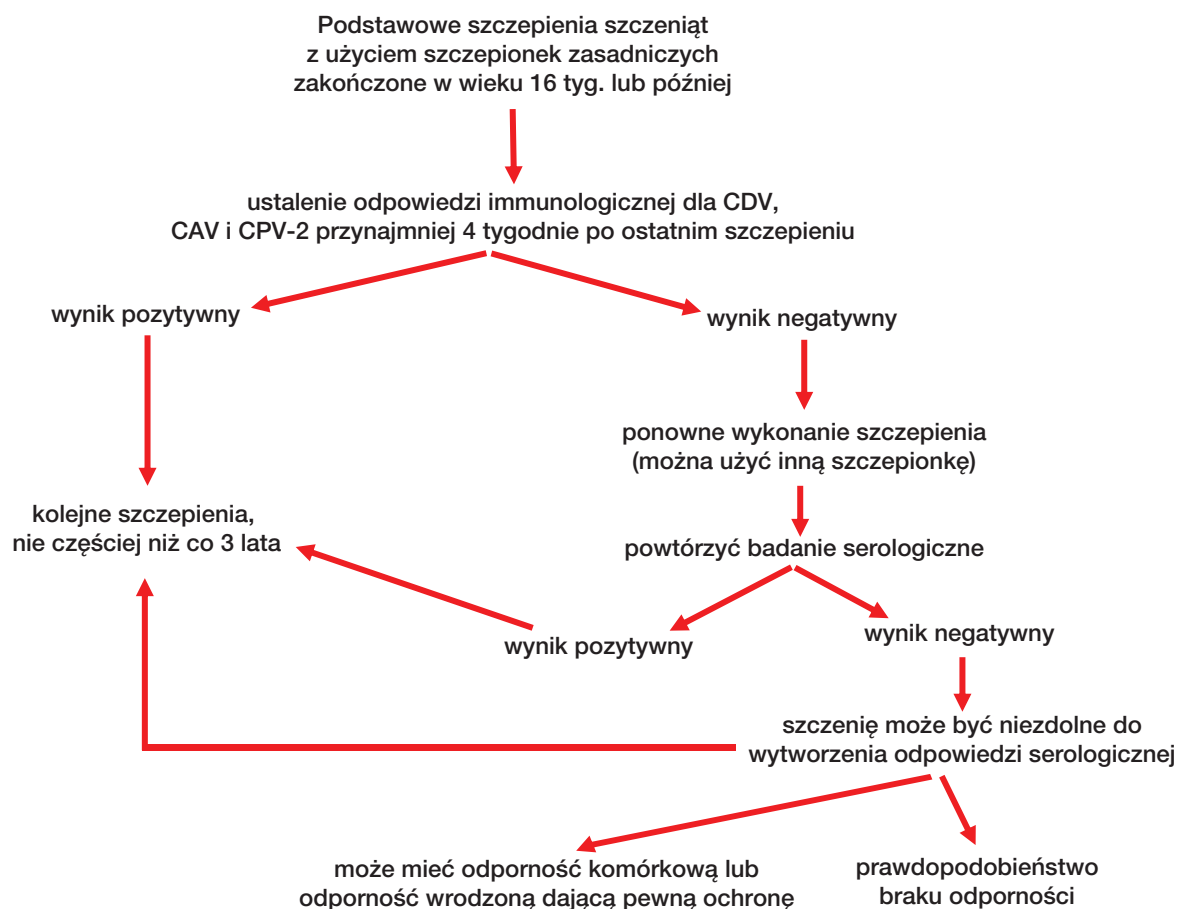 Podstawowe szczepienia szczeniąt
z użyciem szczepionek zasadniczych
zakończone w wieku 16 tyg. lub później
ustalenie odpowiedzi immunologicznej dla CDV,
CAV i CPV-2 przynajmniej 4 tygodnie po ostatnim szczepieniu
wynik pozytywny
wynik negatywny
ponowne wykonanie szczepienia
(można użyć inną szczepionkę)
kolejne szczepienia,
nie częściej niż co 3 lata
powtórzyć badanie serologiczne
wynik pozytywny
wynik negatywny
szczenię może być niezdolne do
wytworzenia odpowiedzi serologicznej
może mieć odporność komórkową lub
odporność wrodzoną dającą pewną ochronę
prawdopodobieństwo
braku odporności